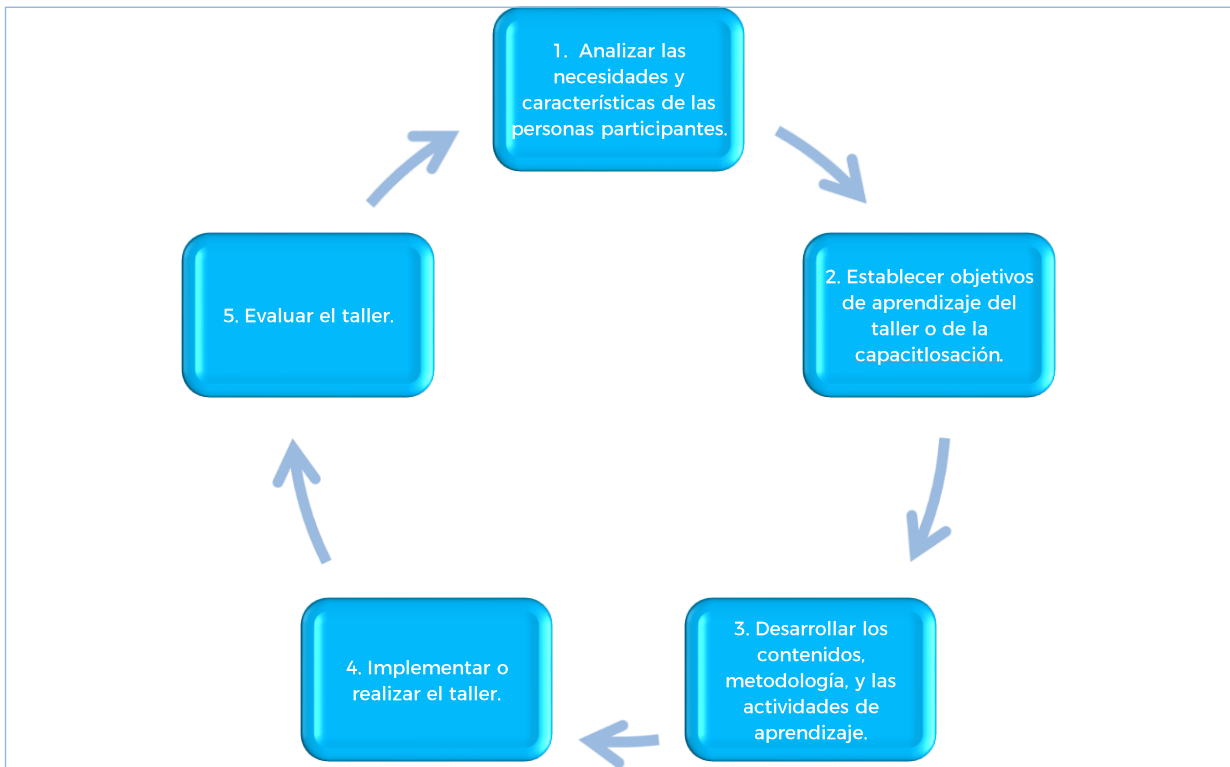 1. Analizar las
necesidades y
características de las
personas participantes.
2. Establecer objetivos
de aprendizaje del
taller o de la
capacitlosación.
3. Desarrollar los
contenidos,
metodología, y las
actividades de
aprendizaje.
4. Implementar o
realizar el taller.
5. Evaluar el taller.